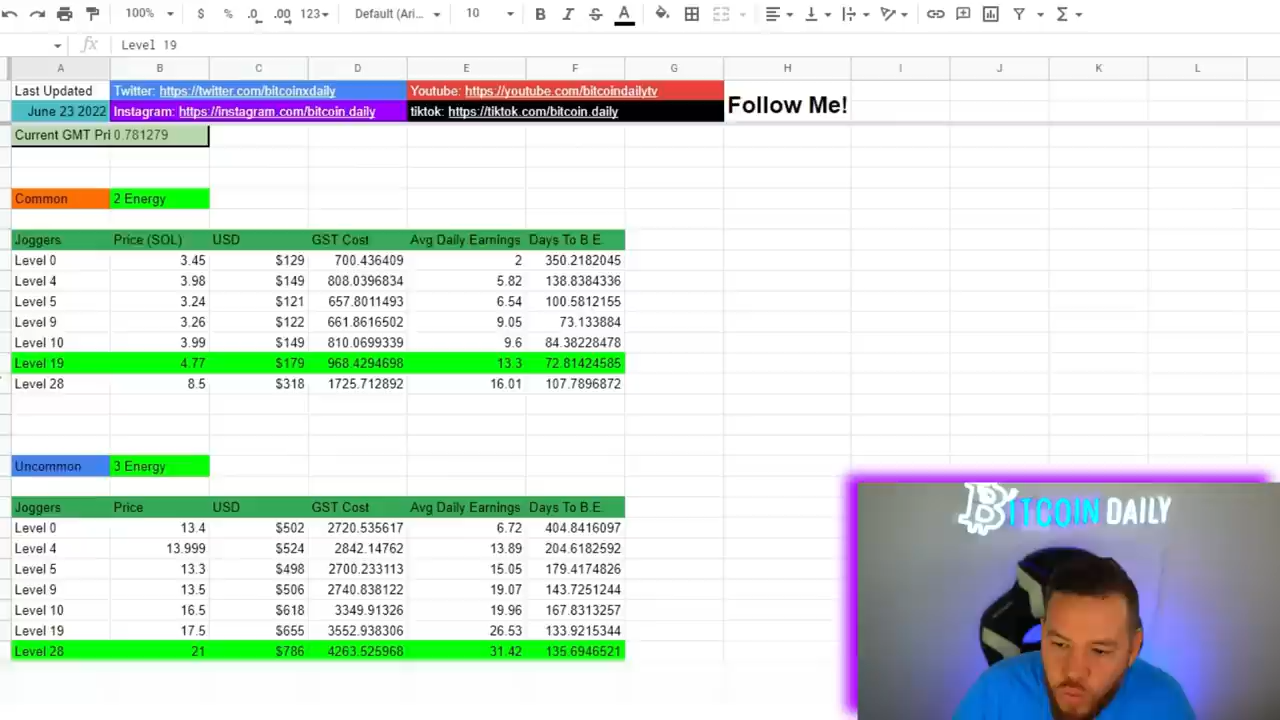 100% $ % .0 .00 123 Default (Ari... 10 B I S A
fx Level 19
A B C D E F G H I J K L
Last Updated Twitter: https://twitter.com/bitcoinxdaily Youtube: https://youtube.com/bitcoindailytv
Follow Me!
June 23 2022 Instagram: https://instagram.com/bitcoin.daily tiktok: https://tiktok.com/bitcoin.daily
Current GMT Pri 0.781279
Common 2 Energy
Joggers Price (SOL) USD GST Cost Avg Daily Earnings Days To B.E.
Level 0 3.45 $129 700.436409 2 350.2182045
Level 4 3.98 $149 808.0396834 5.82 138.8384336
Level 5 3.24 $121 657.8011493 6.54 100.5812155
Level 9 3.26 $122 661.8616502 9.05 73.133884
Level 10 3.99 $149 810.0699339 9.6 84.38228478
Level 19 4.77 $179 968.4294698 13.3 72.81424585
Level 28 8.5 $318 1725.712892 16.01 107.7896872
Uncommon 3 Energy
Joggers Price USD GST Cost Avg Daily Earnings Days To B.E.
Level 0 13.4 $502 2720.535617 6.72 404.8416097
Level 4 13.999 $524 2842.14762 13.89 204.6182592
Level 5 13.3 $498 2700.233113 15.05 179.4174826
Level 9 13.5 $506 2740.838122 19.07 143.7251244
Level 10 16.5 $618 3349.91326 19.96 167.8313257
Level 19 17.5 $655 3552.938306 26.53 133.9215344
Level 28 21 $786 4263.525968 31.42 135.6946521
BITCOIN DAILY